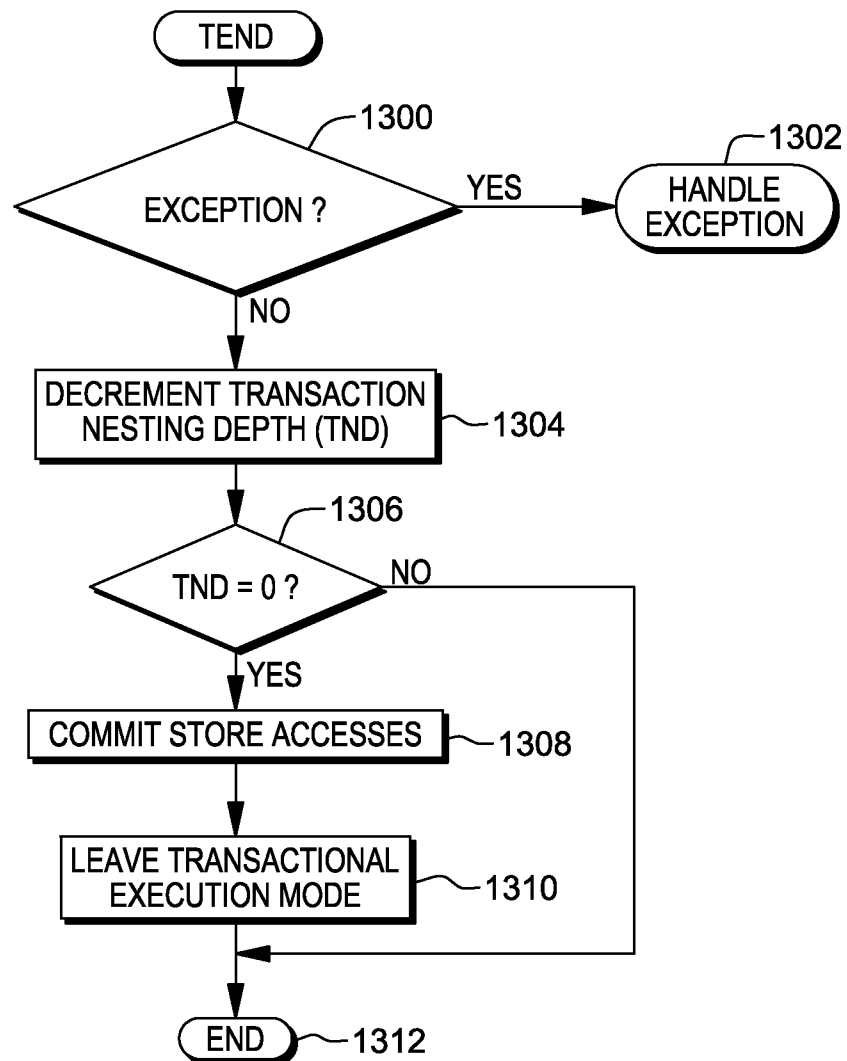 TEND
1300
EXCEPTION ?
YES
1302
HANDLE
EXCEPTION
NO
DECREMENT TRANSACTION
NESTING DEPTH (TND)
1304
1306
TND = 0 ?
NO
YES
COMMIT STORE ACCESSES
1308
LEAVE TRANSACTIONAL
EXECUTION MODE
1310
END
1312